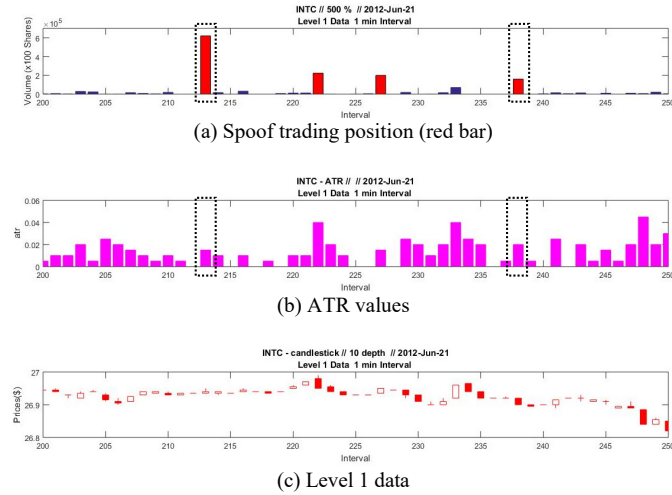 INTC // 500 % // 2012-Jun-21
Level 1 Data 1 min Interval
×10⁵
Volume (x100 Shares)
6
4
2
0
200 205 210 215 220 225 230 235 240 245 250
Interval
(a) Spoof trading position (red bar)
INTC - ATR // // 2012-Jun-21
Level 1 Data 1 min Interval
atr
0.06
0.04
0.02
0
200 205 210 215 220 225 230 235 240 245 250
Interval
(b) ATR values
INTC - candlestick // 10 depth // 2012-Jun-21
Level 1 Data 1 min Interval
Prices($)
27
26.9
26.8
200 205 210 215 220 225 230 235 240 245 250
Interval
(c) Level 1 data